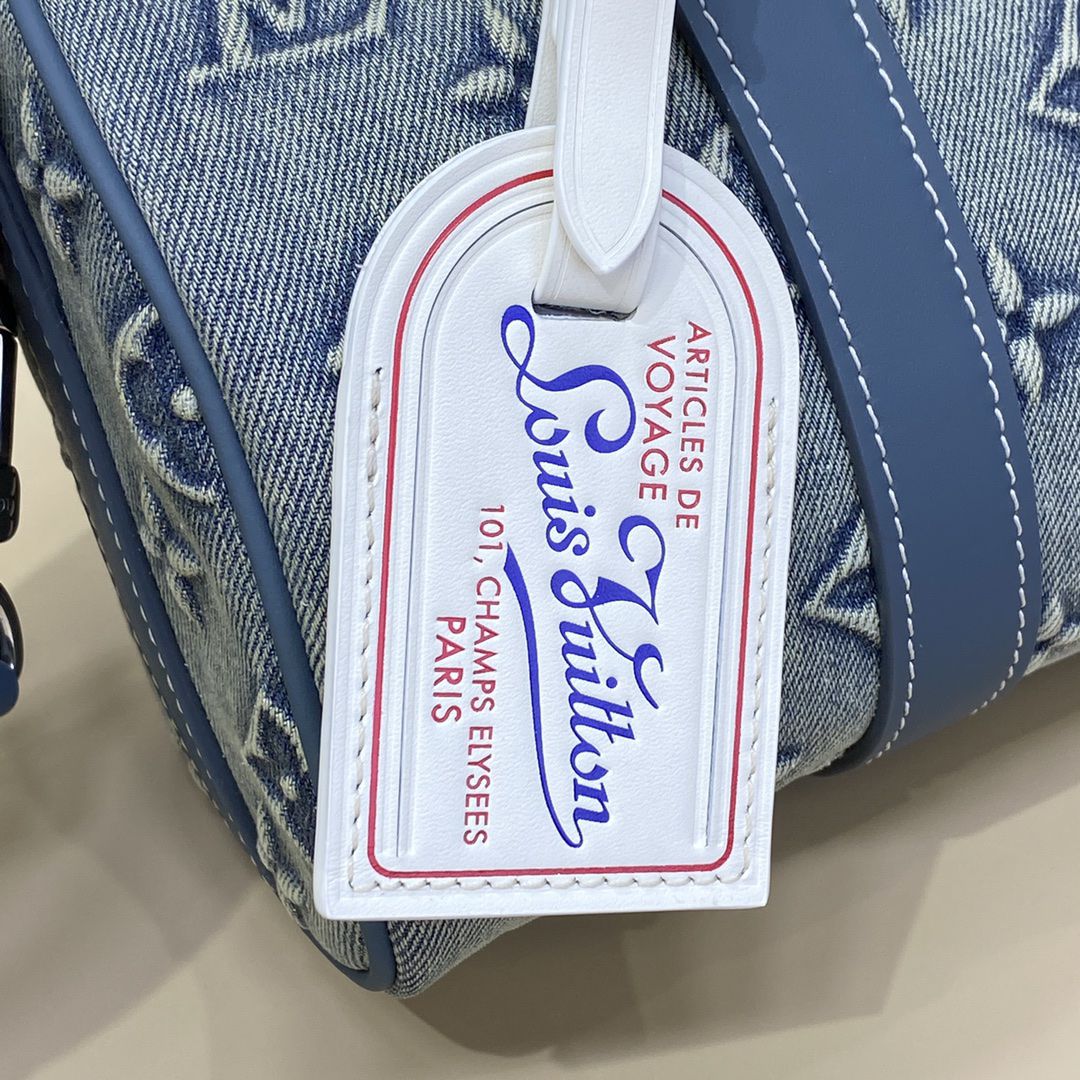 ARTICLES DE
VOYAGE
Louis Vuitton
101, CHAMPS ELYSEES
PARIS